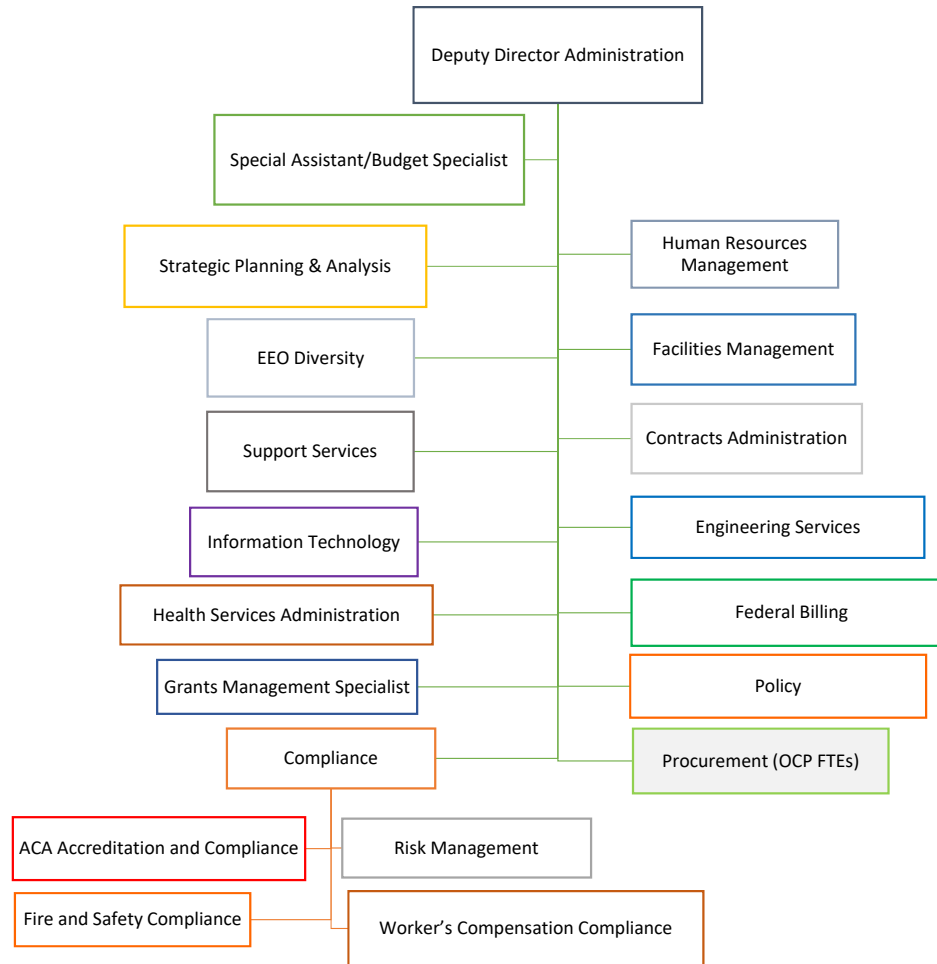 Deputy Director Administration
Special Assistant/Budget Specialist
Strategic Planning & Analysis
Human Resources
Management
EEO Diversity
Facilities Management
Support Services
Contracts Administration
Information Technology
Engineering Services
Health Services Administration
Federal Billing
Grants Management Specialist
Policy
Compliance
Procurement (OCP FTEs)
ACA Accreditation and Compliance
Risk Management
Fire and Safety Compliance
Worker’s Compensation Compliance